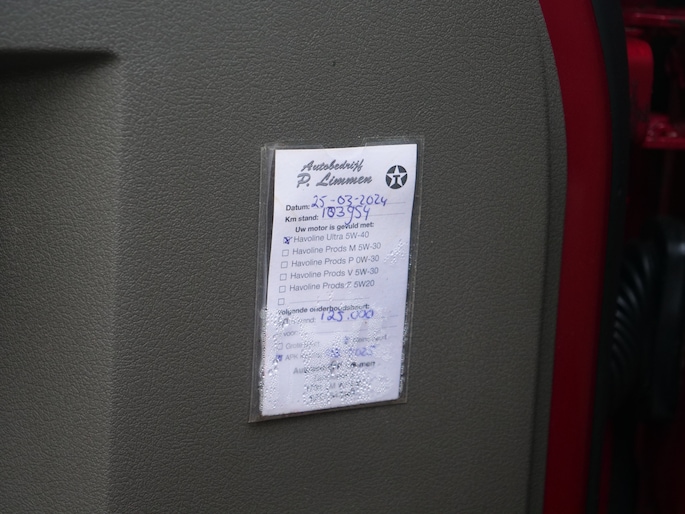 Autobedrijf
P. Limmen
Datum: 25-03-2024
Km stand: 103954
Uw motor is gevuld met:
Havoline Ultra 5W-40
Havoline Prods M 5W-30
Havoline Prods P 0W-30
Havoline Prods V 5W-30
Havoline Prods 7 5W20
volgende onderhoudsbeurt:
125.000
voor:
APK